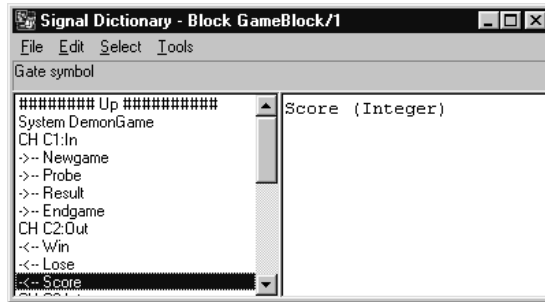 Signal Dictionary - Block GameBlock/1
File Edit Select Tools
Gate symbol
######## Up ##########
System DemonGame
CH C1:In
->-- Newgame
->-- Probe
->-- Result
->-- Endgame
CH C2:Out
-<-- Win
-<-- Lose
-<-- Score
Score (Integer)